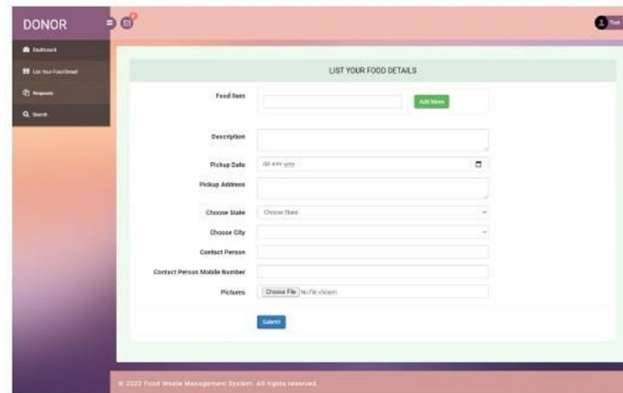 DONOR
Test
Dashboard
List Your Food Detail
Requests
Search
LIST YOUR FOOD DETAILS
Food Item
Add More
Description
Pickup Date
dd-mm-yyyy
Pickup Address
Choose State
Choose State
Choose City
Contact Person
Contact Person Mobile Number
Pictures
Choose File No file chosen
Submit
© 2022 Food Waste Management System. All rights reserved